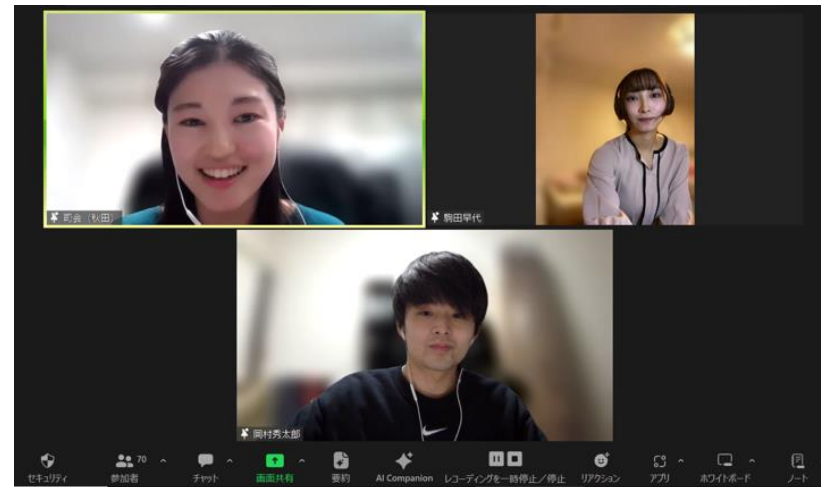 司会（秋田）
駒田早代
岡村秀太郎
セキュリティ
参加者 70
チャット
画面共有
要約
AI Companion
レコーディングを一時停止／停止
リアクション
アプリ
ホワイトボード
ノート